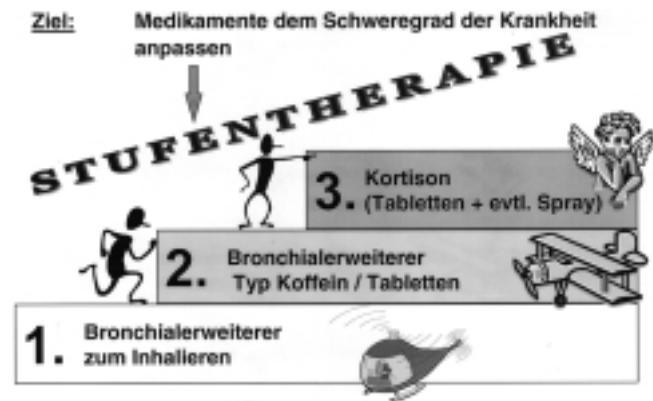 Ziel: Medikamente dem Schweregrad der Krankheit
anpassen
STUFENTHERAPIE
3. Kortison
(Tabletten + evtl. Spray)
2. Bronchialerweiterer
Typ Koffein / Tabletten
1. Bronchialerweiterer
zum Inhalieren